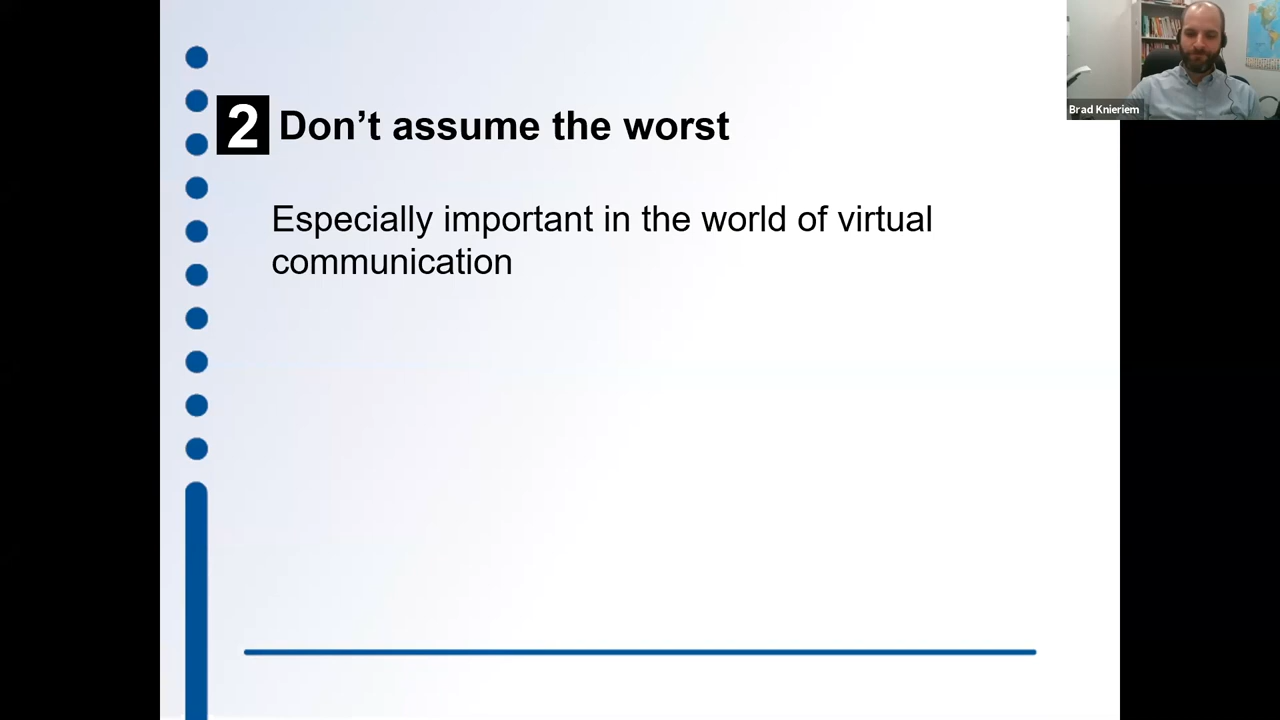 2 Don’t assume the worst
Especially important in the world of virtual
communication
Brad Knieriem